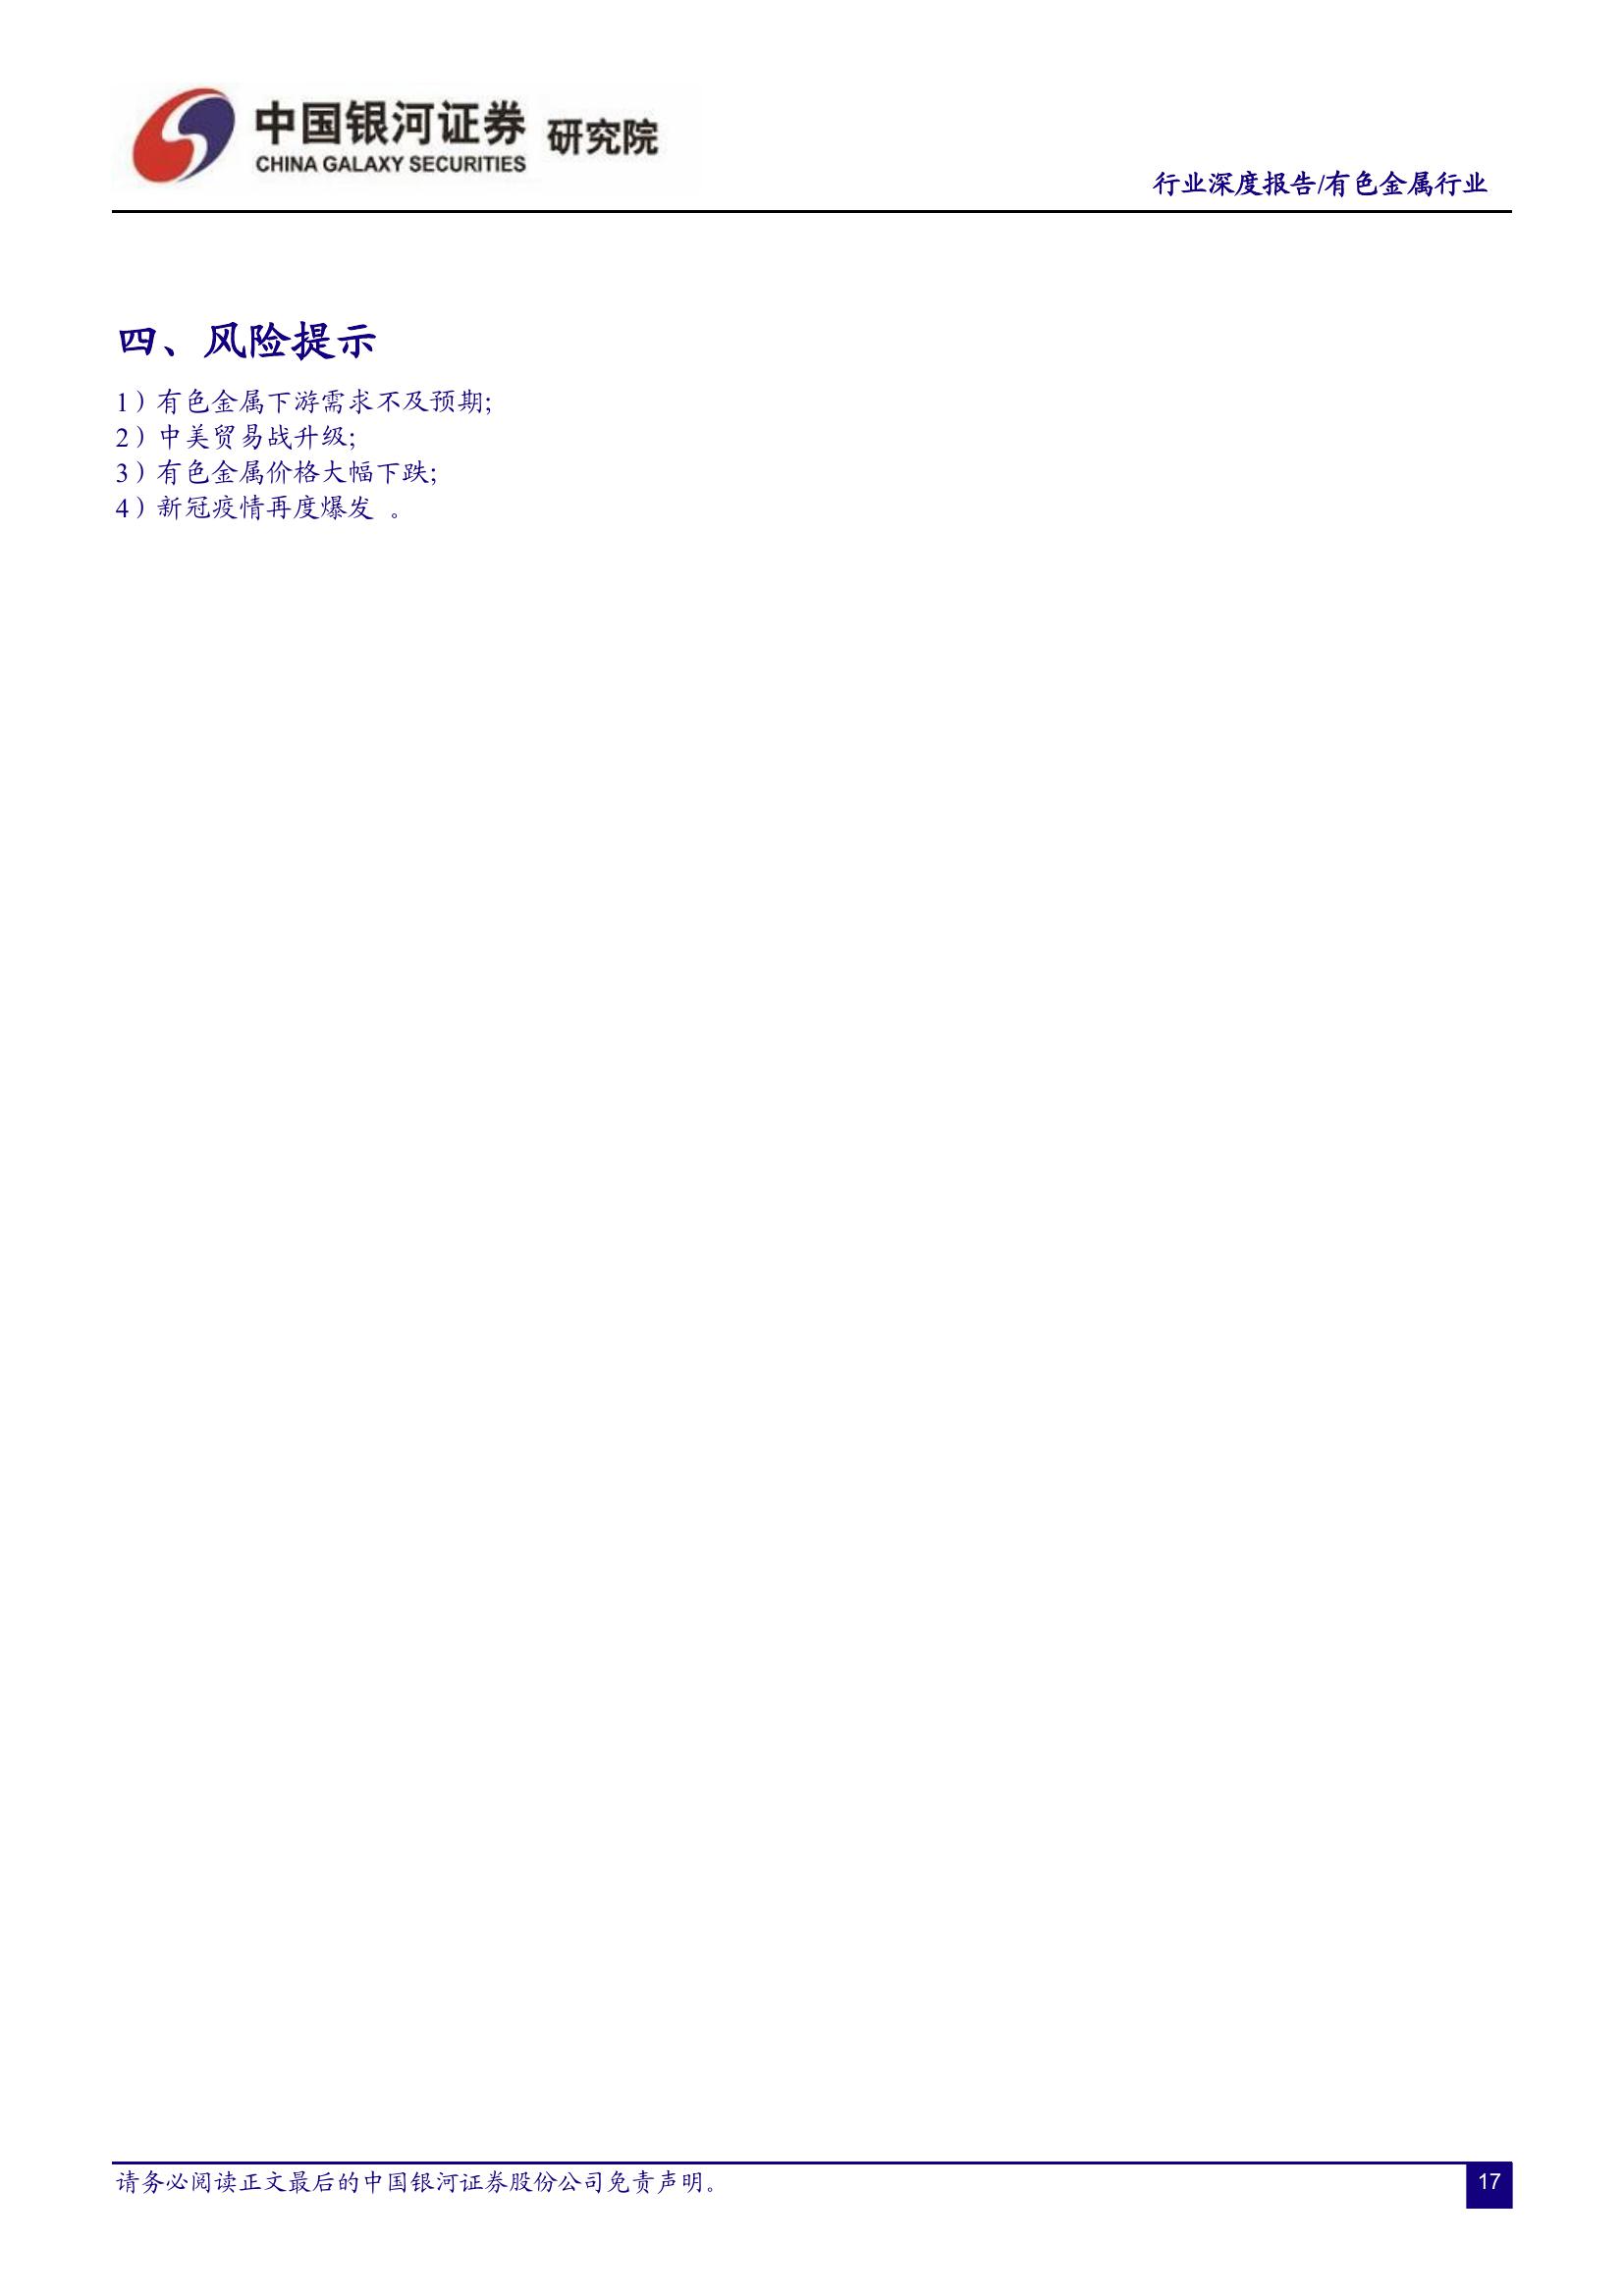 中国银河证券 研究院
CHINA GALAXY SECURITIES
行业深度报告/有色金属行业
四、风险提示
1）有色金属下游需求不及预期;
2）中美贸易战升级;
3）有色金属价格大幅下跌;
4）新冠疫情再度爆发 。
请务必阅读正文最后的中国银河证券股份公司免责声明。
17